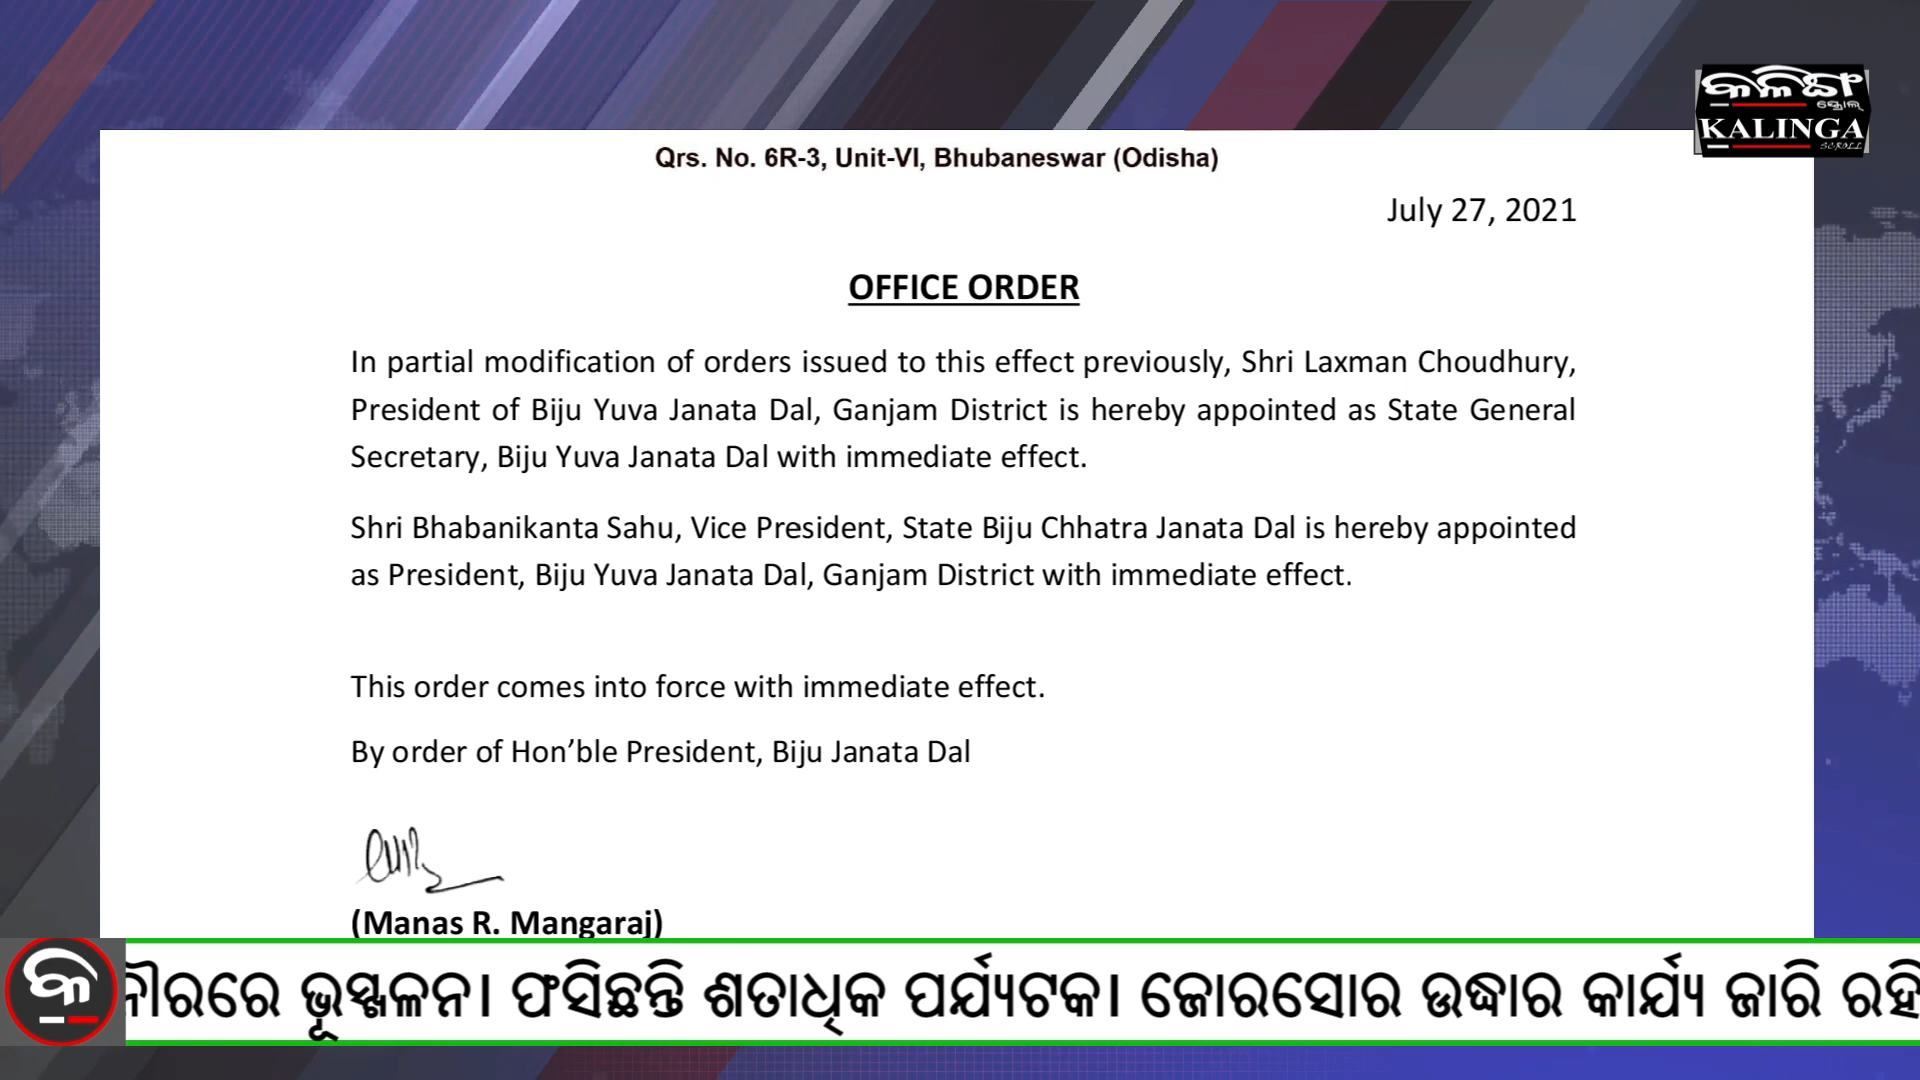 କଳିଙ୍ଗ
ସ୍କ୍ରୋଲ୍
KALINGA
SCROLL
Qrs. No. 6R-3, Unit-VI, Bhubaneswar (Odisha)
July 27, 2021
OFFICE ORDER
In partial modification of orders issued to this effect previously, Shri Laxman Choudhury,
President of Biju Yuva Janata Dal, Ganjam District is hereby appointed as State General
Secretary, Biju Yuva Janata Dal with immediate effect.
Shri Bhabanikanta Sahu, Vice President, State Biju Chhatra Janata Dal is hereby appointed
as President, Biju Yuva Janata Dal, Ganjam District with immediate effect.
This order comes into force with immediate effect.
By order of Hon’ble President, Biju Janata Dal
(Manas R. Mangaraj)
କ
ଭୂସ୍ଖଳନ। ଫସିଛନ୍ତି ଶତାଧିକ ପର୍ଯ୍ୟଟକ। ଜୋରସୋର ଉଦ୍ଧାର କାର୍ଯ୍ୟ ଜାରି ରହି